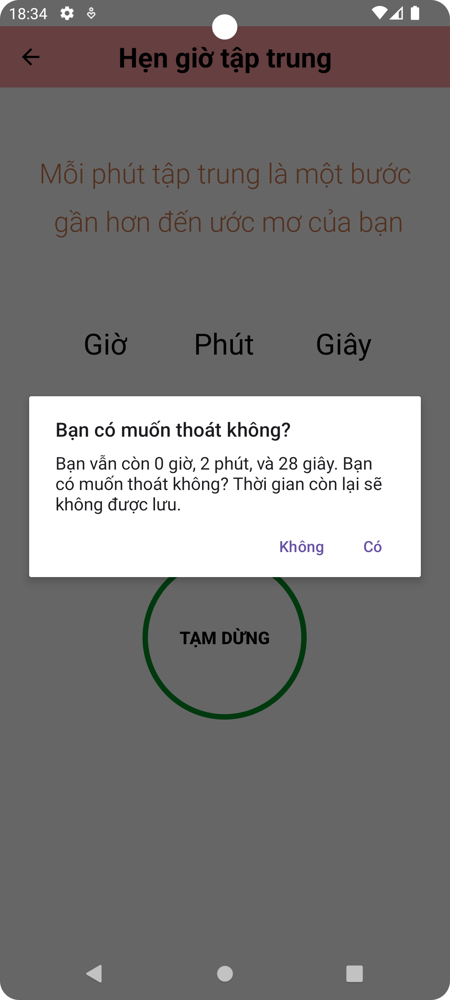 18:34
Hẹn giờ tập trung
Mỗi phút tập trung là một bước
gần hơn đến ước mơ của bạn
Giờ Phút Giây
Bạn có muốn thoát không?
Bạn vẫn còn 0 giờ, 2 phút, và 28 giây. Bạn
có muốn thoát không? Thời gian còn lại sẽ
không được lưu.
Không Có
TẠM DỪNG